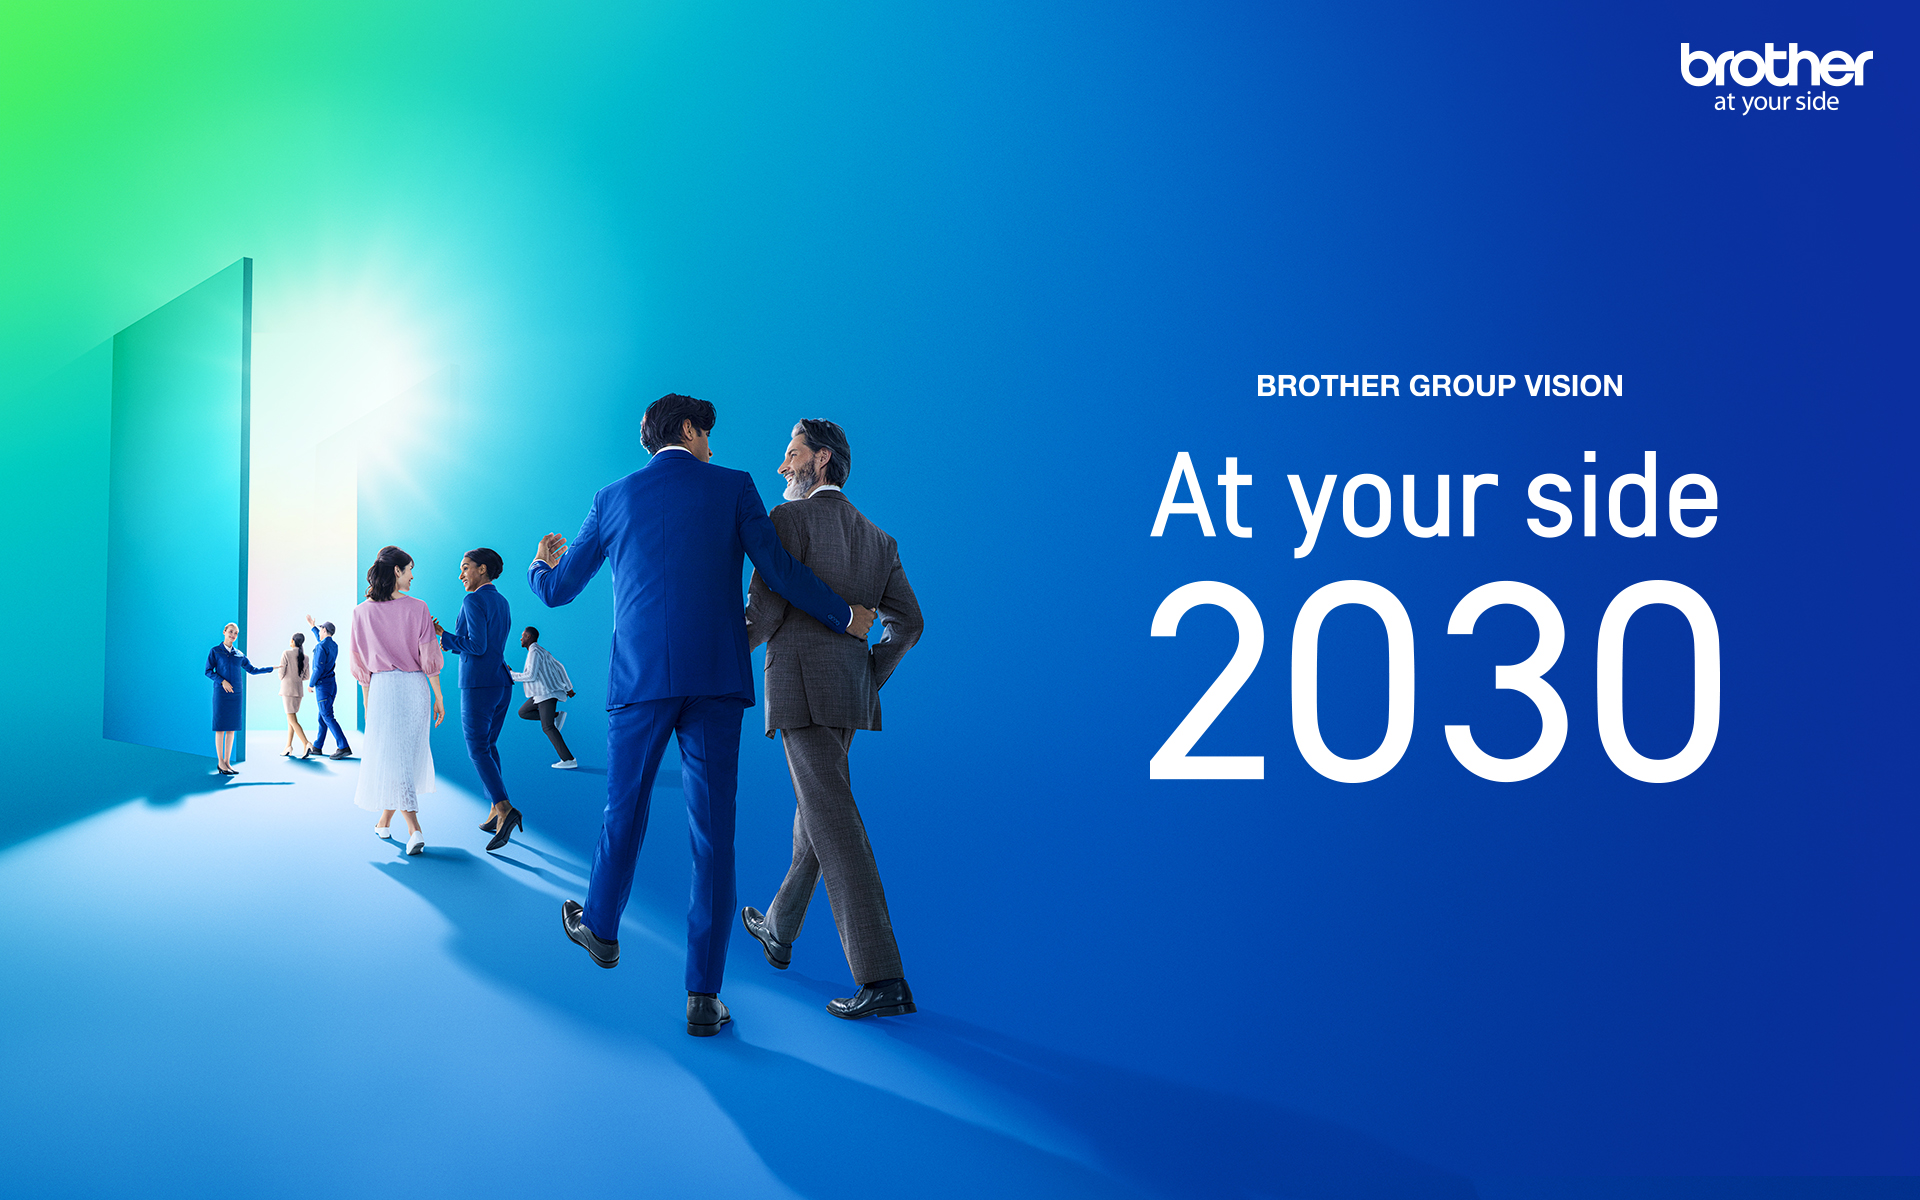 brother
at your side
BROTHER GROUP VISION
At your side
2030